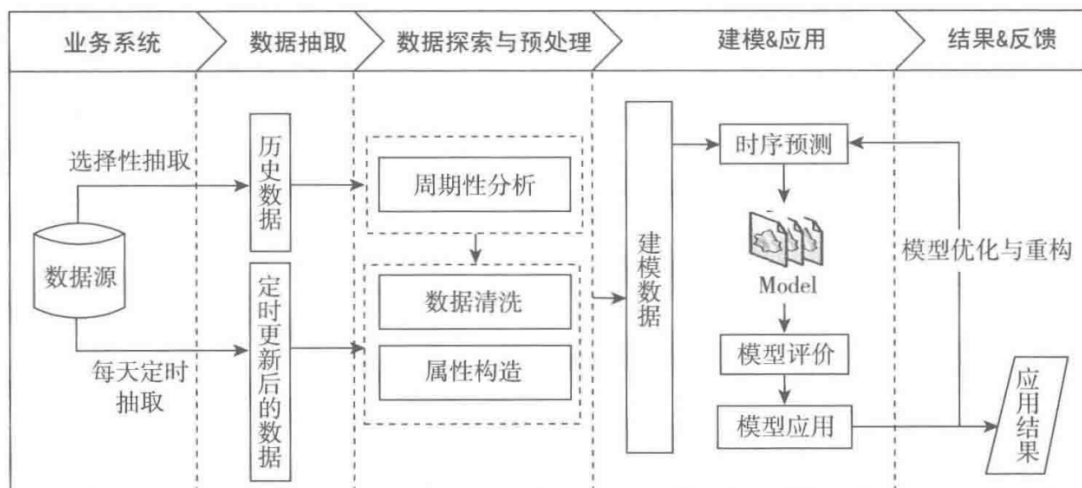 业务系统
数据抽取
数据探索与预处理
建模&应用
结果&反馈
选择性抽取
数据源
每天定时
抽取
历史数据
定时更新后的数据
周期性分析
数据清洗
属性构造
建模数据
时序预测
Model
模型评价
模型应用
模型优化与重构
应用结果